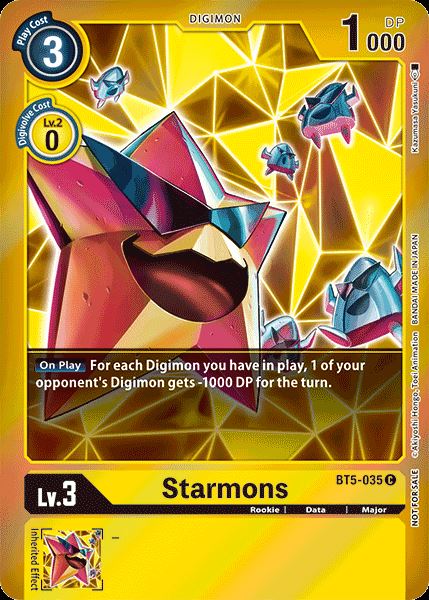 DIGIMON
Play Cost
3
1000
DP
Digivolve Cost
Lv.2
0
Kazumasa Yasukuni
On Play For each Digimon you have in play, 1 of your
opponent's Digimon gets -1000 DP for the turn.
©Akiyoshi Hongo, Toei Animation BANDAI MADE IN JAPAN
NOT FOR SALE
Lv.3
Starmons
BT5-035 C
Rookie | Data | Major
Inherited Effect
-